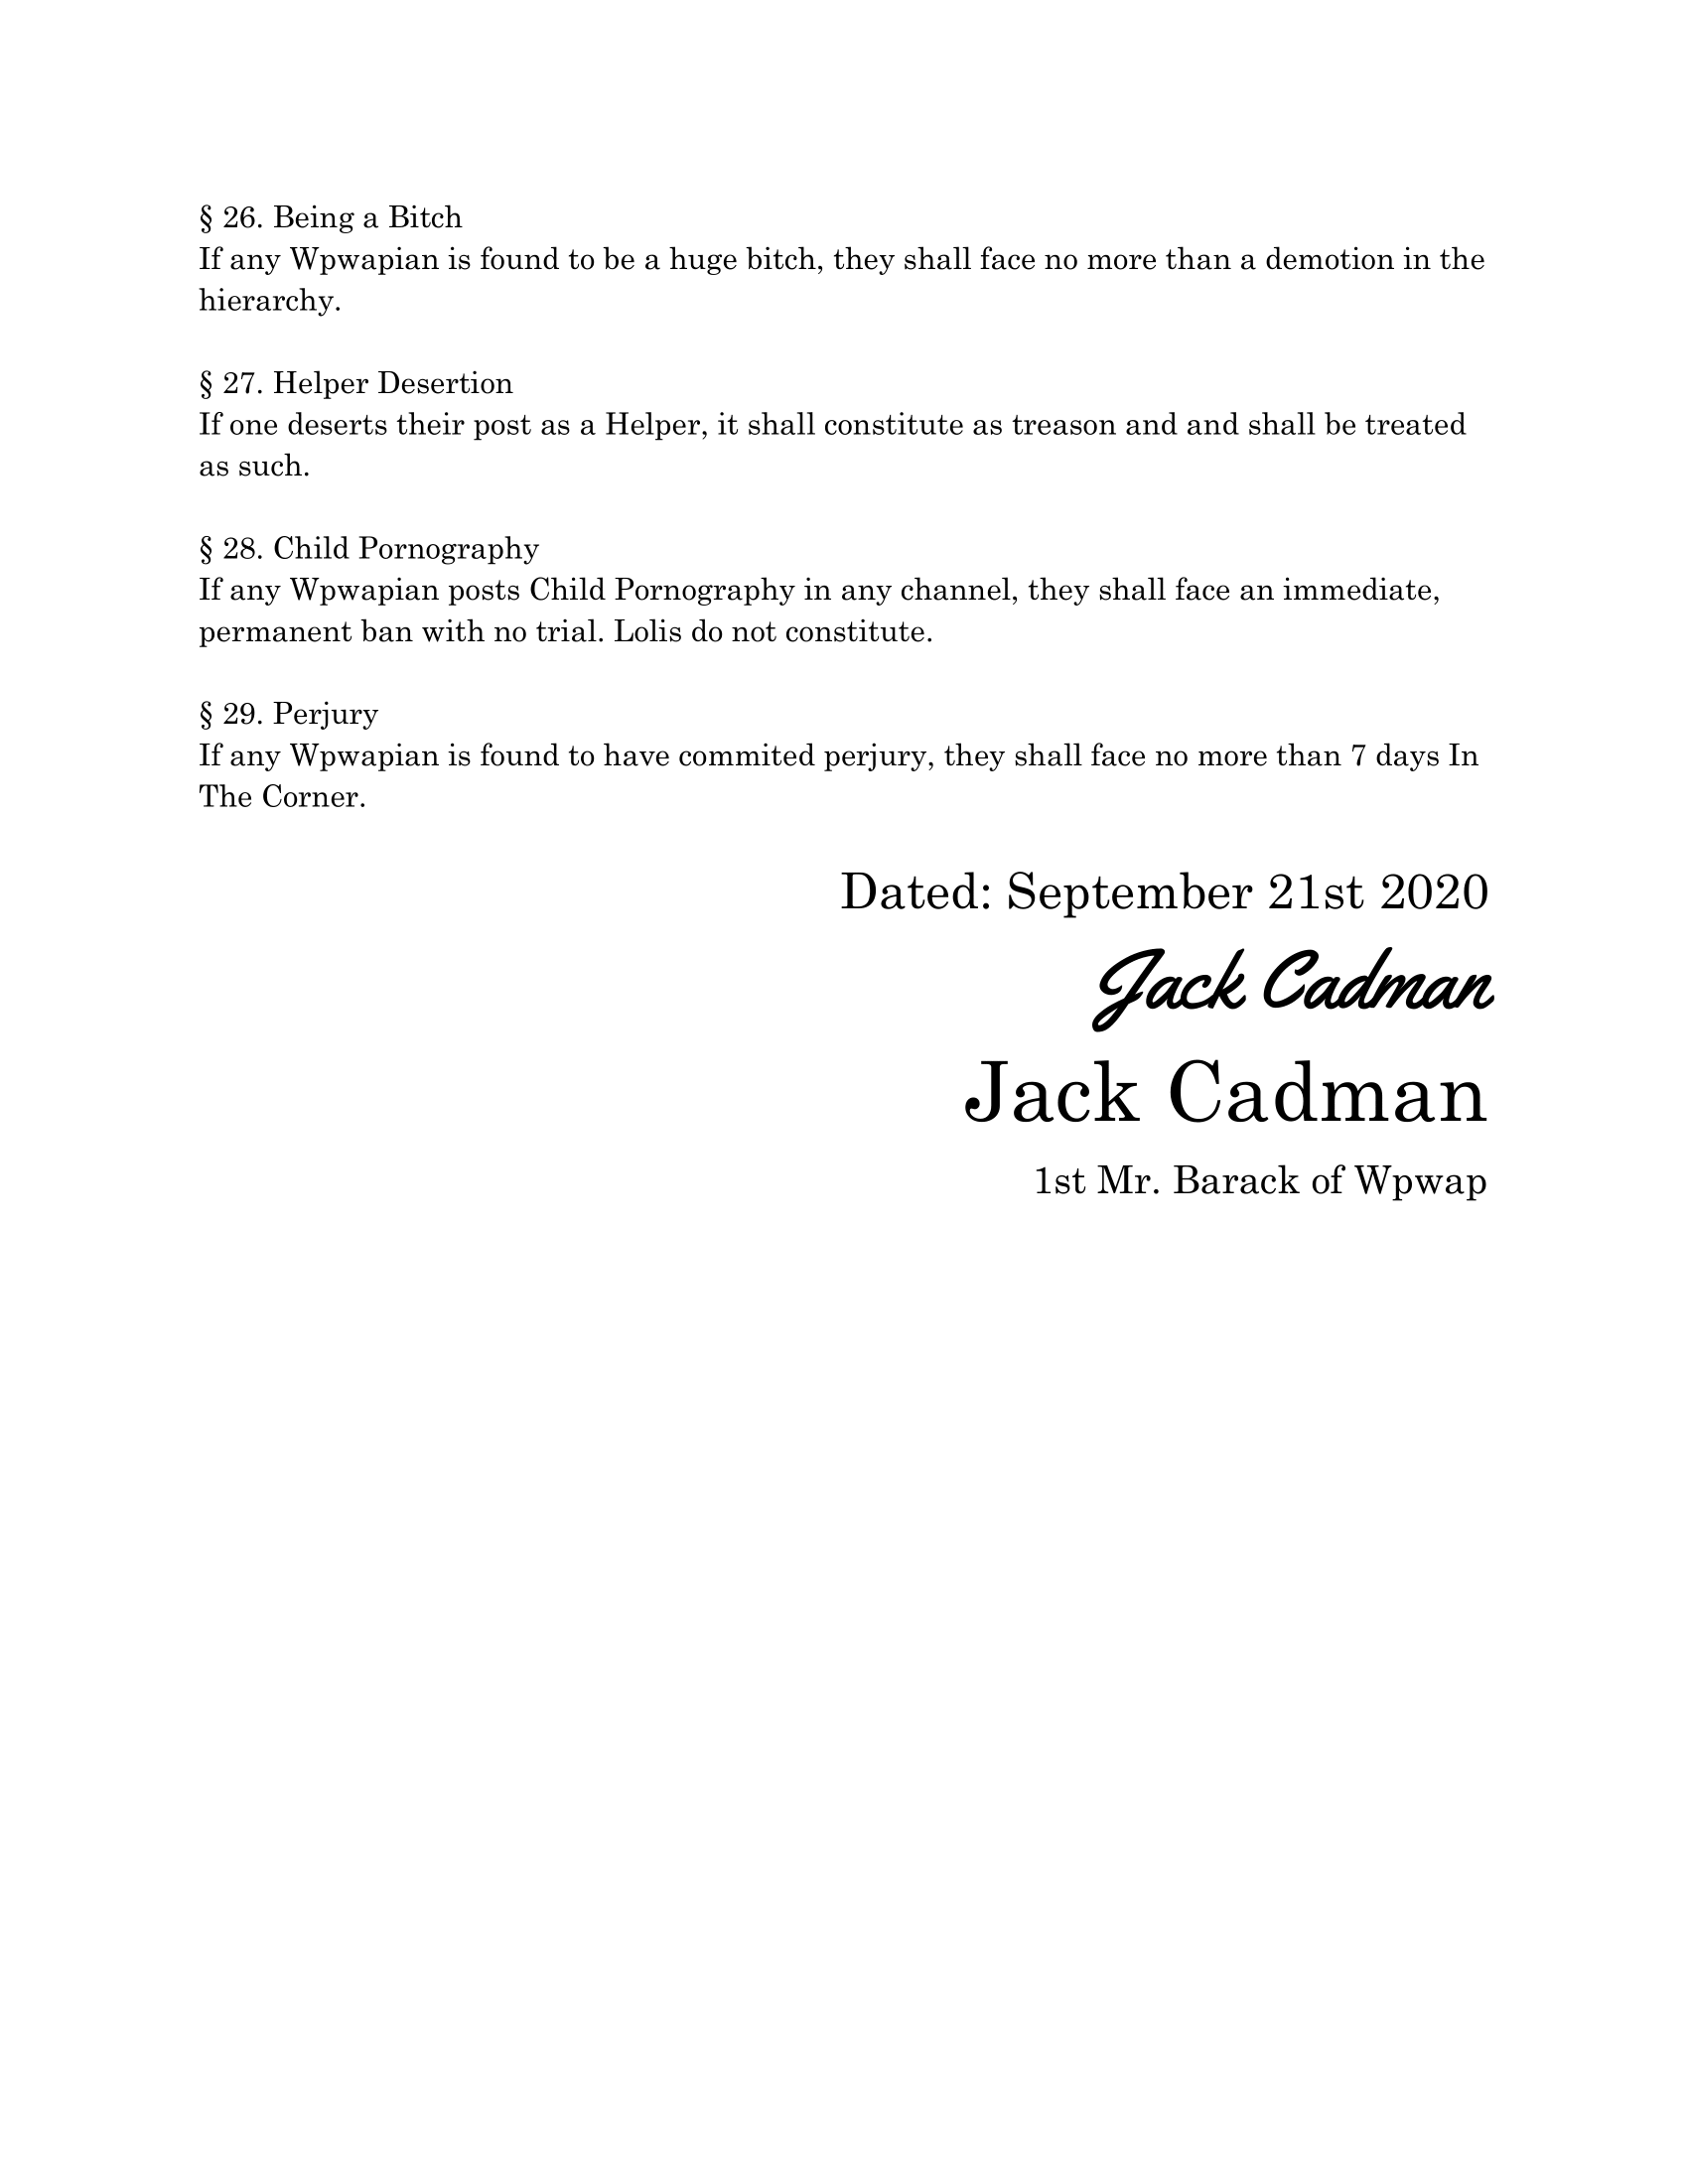 § 26. Being a Bitch
If any Wpwapian is found to be a huge bitch, they shall face no more than a demotion in the
hierarchy.
§ 27. Helper Desertion
If one deserts their post as a Helper, it shall constitute as treason and and shall be treated
as such.
§ 28. Child Pornography
If any Wpwapian posts Child Pornography in any channel, they shall face an immediate,
permanent ban with no trial. Lolis do not constitute.
§ 29. Perjury
If any Wpwapian is found to have commited perjury, they shall face no more than 7 days In
The Corner.
Dated: September 21st 2020
Jack Cadman
Jack Cadman
1st Mr. Barack of Wpwap